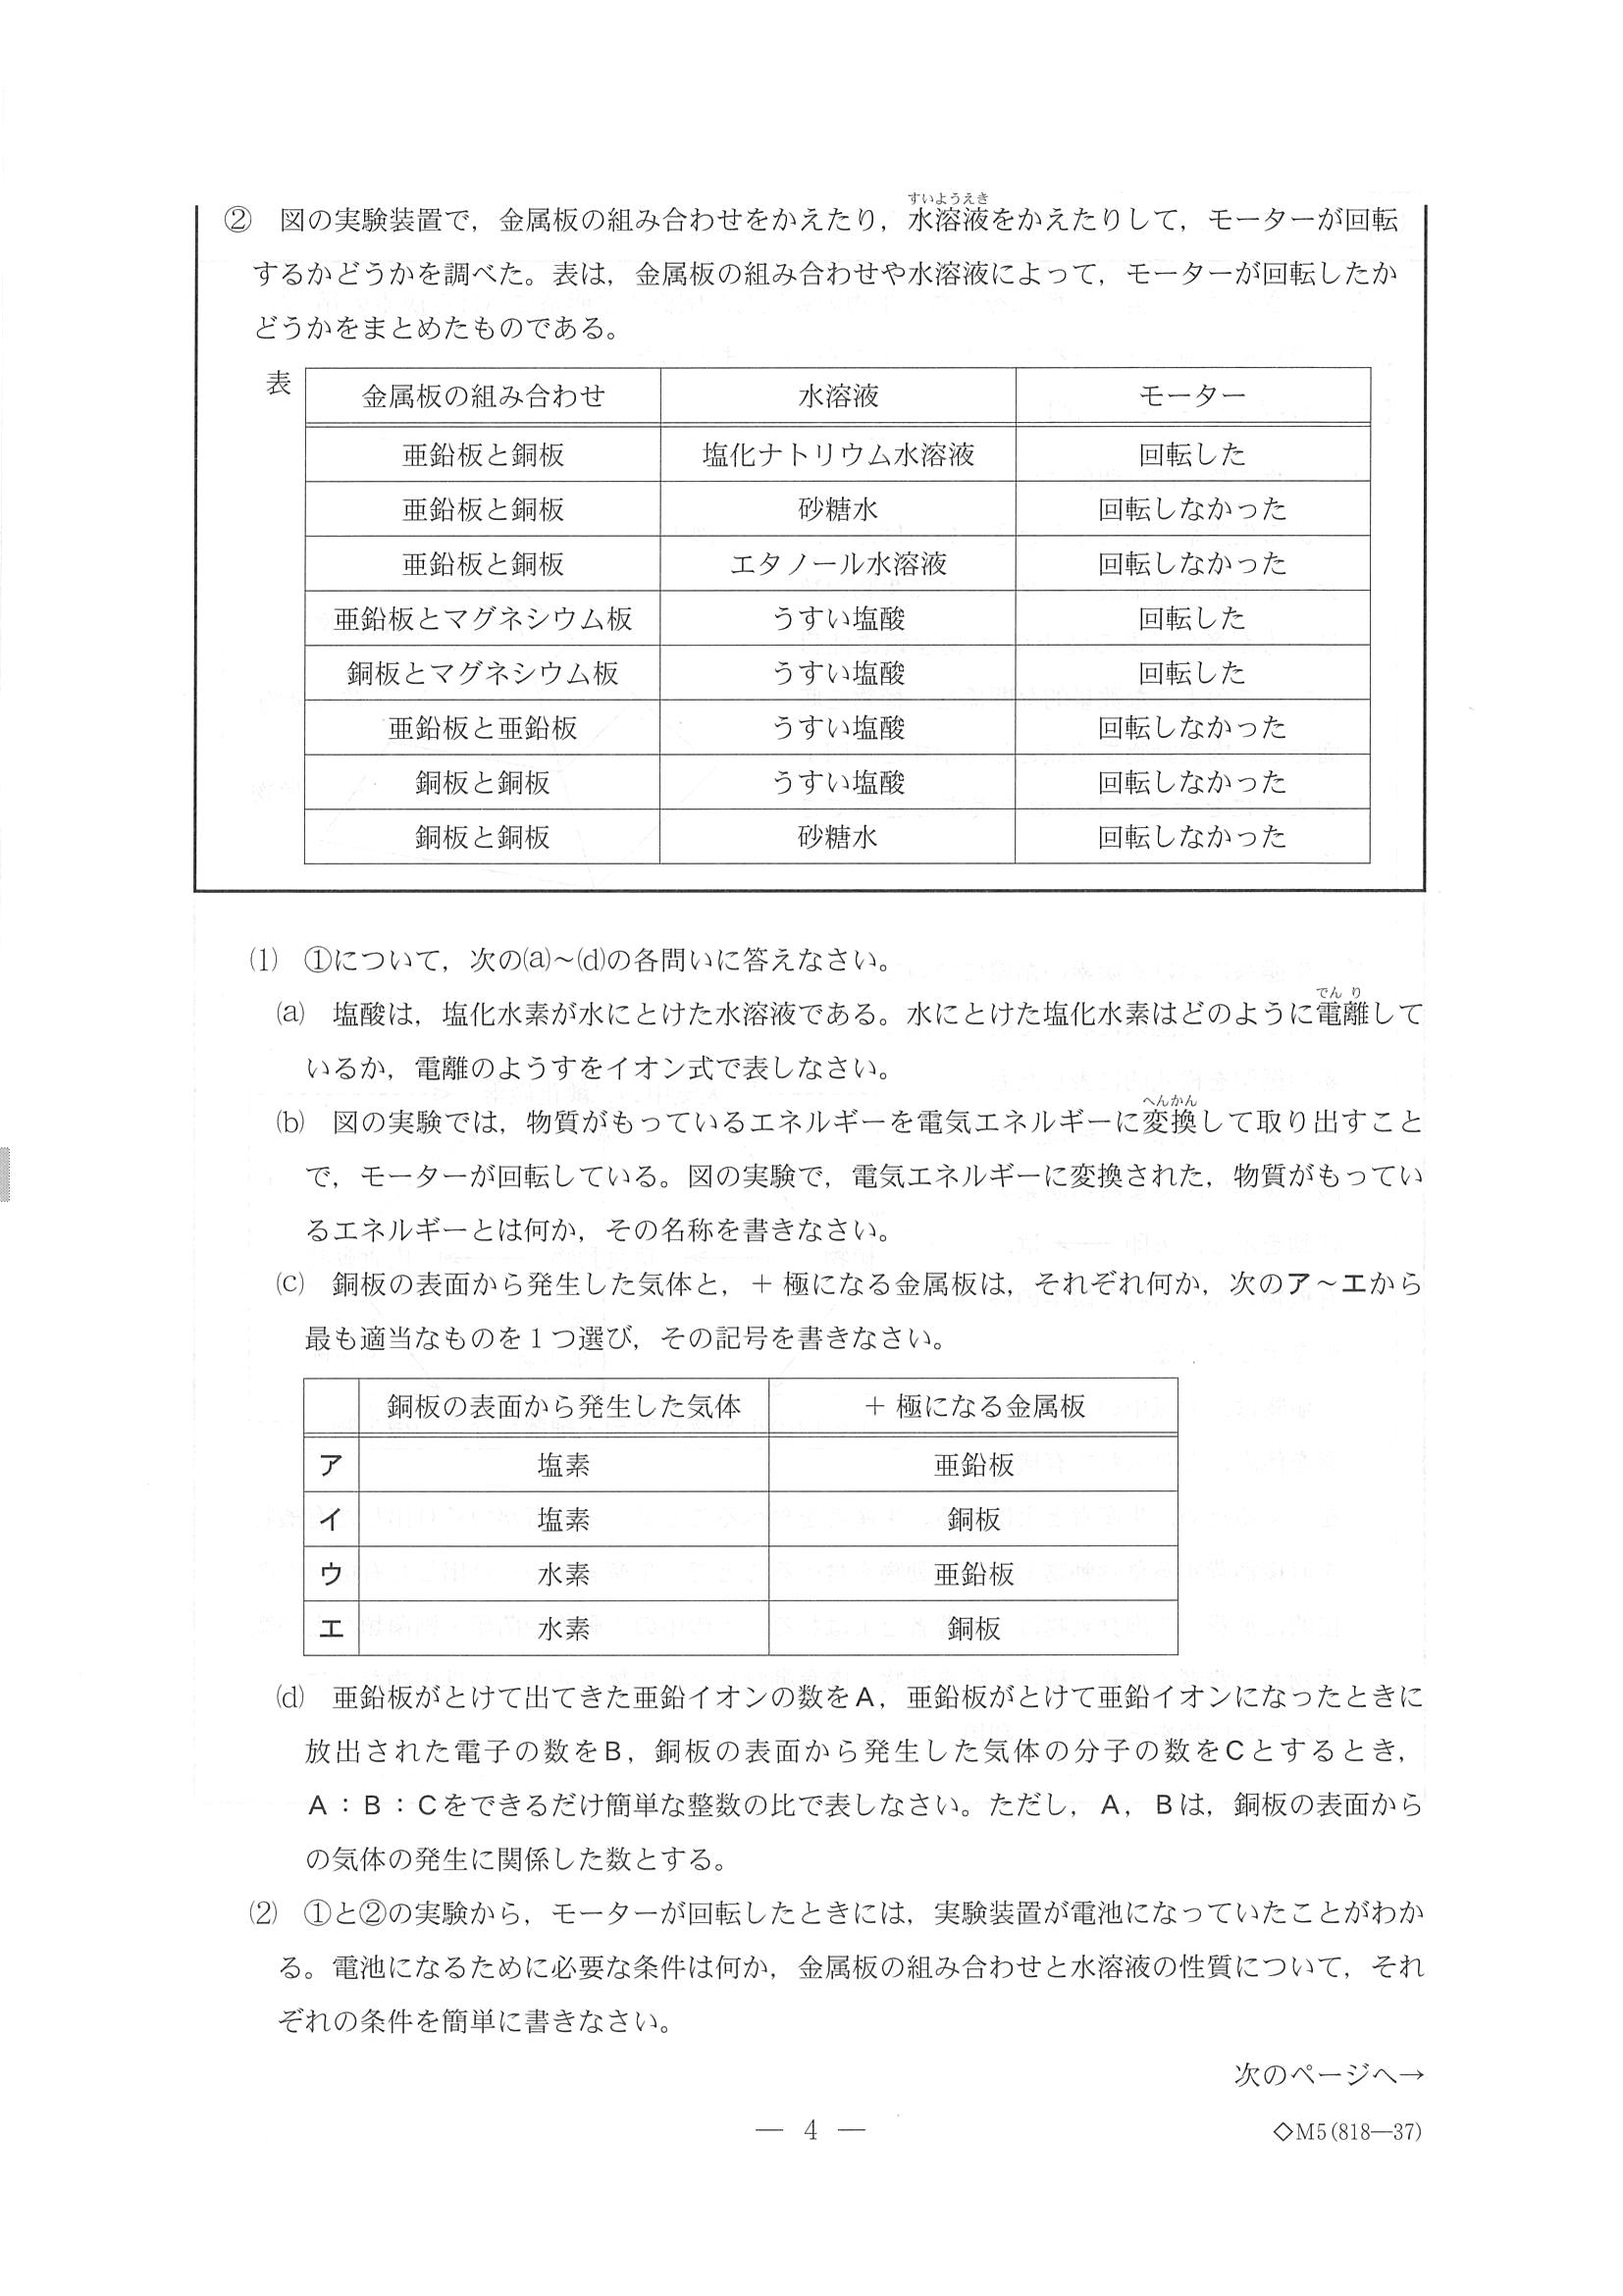 ② 図の実験装置で，金属板の組み合わせをかえたり，水溶液をかえたりして，モーターが回転
すいようえき
するかどうかを調べた。表は，金属板の組み合わせや水溶液によって，モーターが回転したか
どうかをまとめたものである。
表
金属板の組み合わせ 水溶液 モーター
亜鉛板と銅板 塩化ナトリウム水溶液 回転した
亜鉛板と銅板 砂糖水 回転しなかった
亜鉛板と銅板 エタノール水溶液 回転しなかった
亜鉛板とマグネシウム板 うすい塩酸 回転した
銅板とマグネシウム板 うすい塩酸 回転した
亜鉛板と亜鉛板 うすい塩酸 回転しなかった
銅板と銅板 うすい塩酸 回転しなかった
銅板と銅板 砂糖水 回転しなかった
⑴ ①について，次の⒜～⒟の各問いに答えなさい。
⒜ 塩酸は，塩化水素が水にとけた水溶液である。水にとけた塩化水素はどのように電離して
でんり
いるか，電離のようすをイオン式で表しなさい。
⒝ 図の実験では，物質がもっているエネルギーを電気エネルギーに変換して取り出すこと
へんかん
で，モーターが回転している。図の実験で，電気エネルギーに変換された，物質がもってい
るエネルギーとは何か，その名称を書きなさい。
⒞ 銅板の表面から発生した気体と，＋極になる金属板は，それぞれ何か，次のア～エから
最も適当なものを１つ選び，その記号を書きなさい。
銅板の表面から発生した気体 ＋極になる金属板
ア 塩素 亜鉛板
イ 塩素 銅板
ウ 水素 亜鉛板
エ 水素 銅板
⒟ 亜鉛板がとけて出てきた亜鉛イオンの数をＡ，亜鉛板がとけて亜鉛イオンになったときに
放出された電子の数をＢ，銅板の表面から発生した気体の分子の数をＣとするとき，
Ａ：Ｂ：Ｃをできるだけ簡単な整数の比で表しなさい。ただし，Ａ，Ｂは，銅板の表面から
の気体の発生に関係した数とする。
⑵ ①と②の実験から，モーターが回転したときには，実験装置が電池になっていたことがわか
る。電池になるために必要な条件は何か，金属板の組み合わせと水溶液の性質について，それ
ぞれの条件を簡単に書きなさい。
次のページへ→
— 4 —
◇M5(818—37)